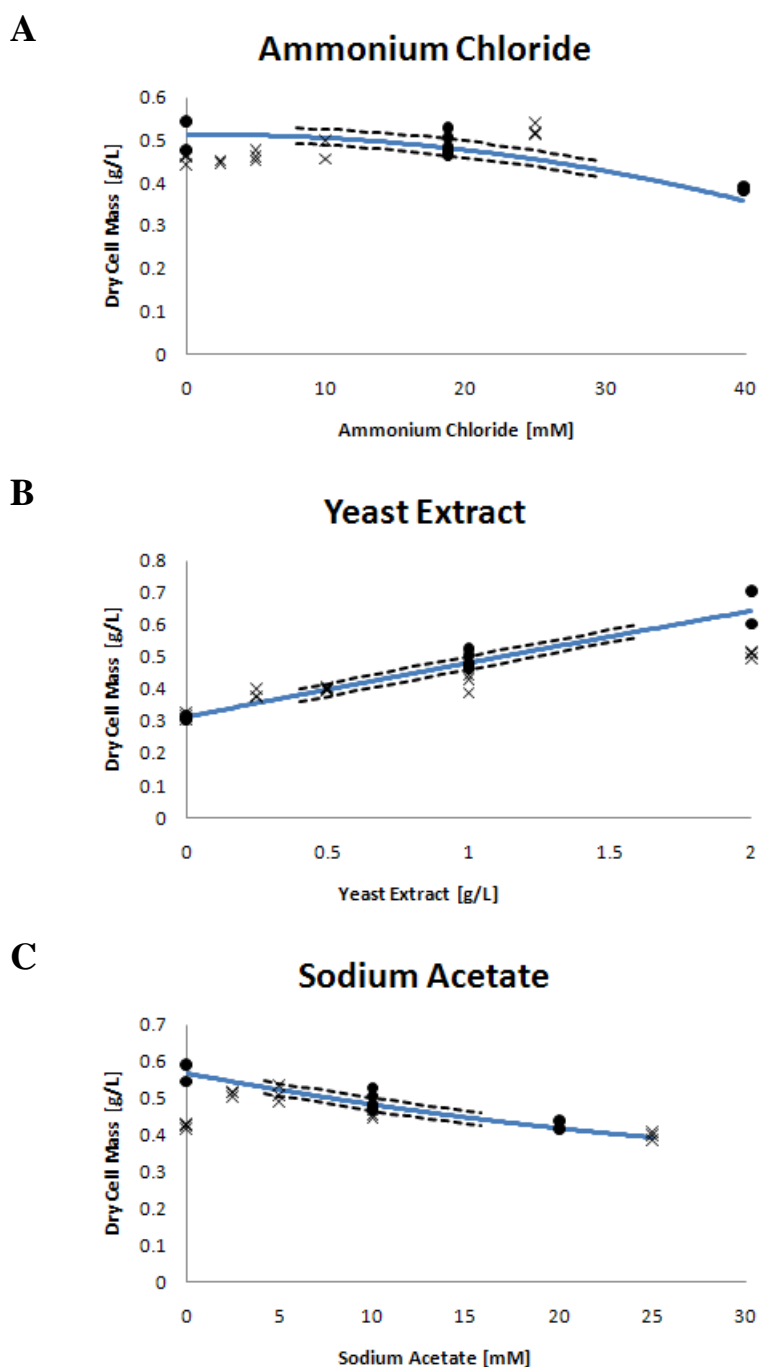 A
Ammonium Chloride
Dry Cell Mass [g/L]
0.6
0.5
0.4
0.3
0.2
0.1
0
0 10 20 30 40
Ammonium Chloride [mM]
B
Yeast Extract
Dry Cell Mass [g/L]
0.8
0.7
0.6
0.5
0.4
0.3
0.2
0.1
0
0 0.5 1 1.5 2
Yeast Extract [g/L]
C
Sodium Acetate
Dry Cell Mass [g/L]
0.7
0.6
0.5
0.4
0.3
0.2
0.1
0
0 5 10 15 20 25 30
Sodium Acetate [mM]